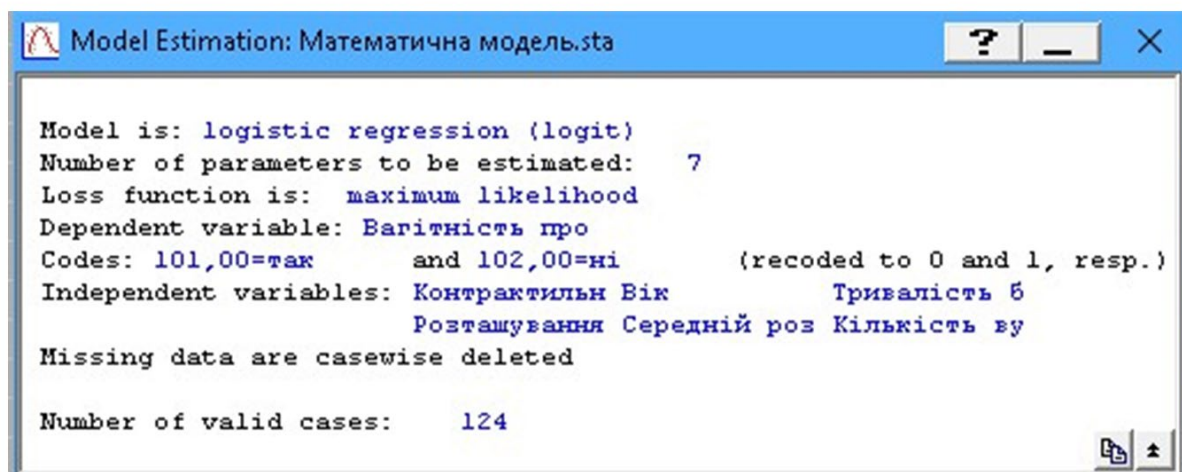 Model Estimation: Математична модель.sta
Model is: logistic regression (logit)
Number of parameters to be estimated: 7
Loss function is: maximum likelihood
Dependent variable: Вагітність про
Codes: 101,00=так and 102,00=ні (recoded to 0 and 1, resp.)
Independent variables: Контрактильн Вік Тривалість б
Розташування Середній роз Кількість ву
Missing data are casewise deleted
Number of valid cases: 124